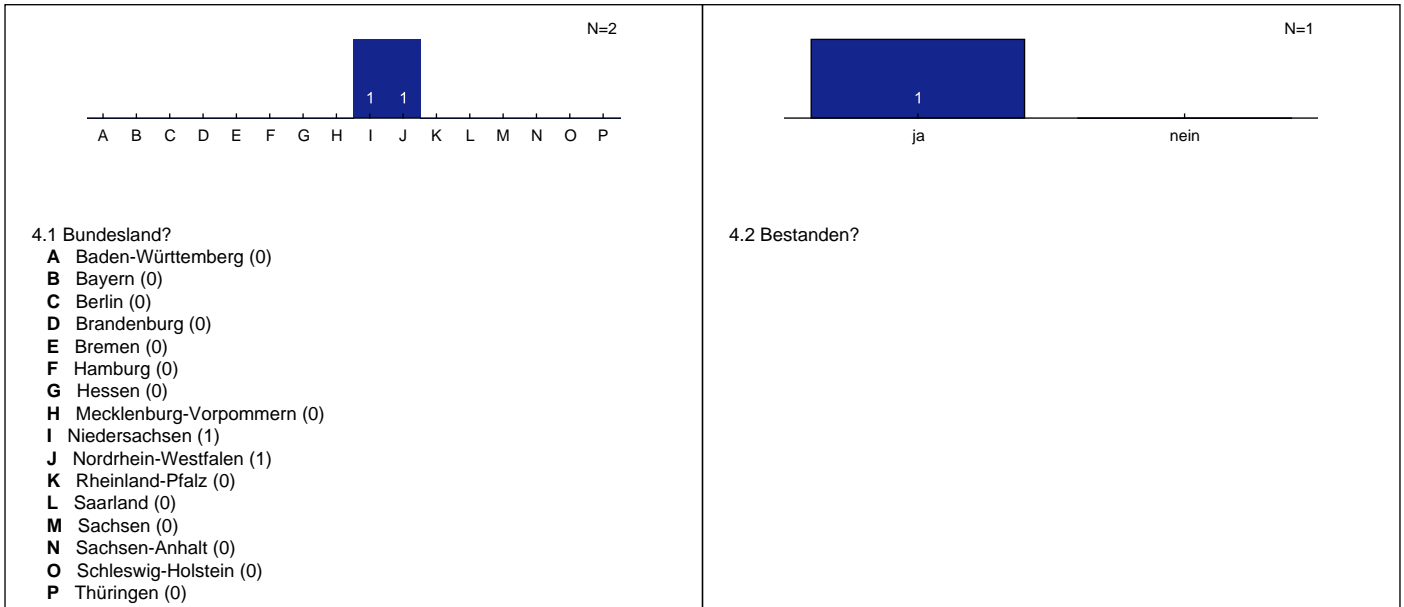 N=2
1 1
A B C D E F G H I J K L M N O P
4.1 Bundesland?
A Baden-Württemberg (0)
B Bayern (0)
C Berlin (0)
D Brandenburg (0)
E Bremen (0)
F Hamburg (0)
G Hessen (0)
H Mecklenburg-Vorpommern (0)
I Niedersachsen (1)
J Nordrhein-Westfalen (1)
K Rheinland-Pfalz (0)
L Saarland (0)
M Sachsen (0)
N Sachsen-Anhalt (0)
O Schleswig-Holstein (0)
P Thüringen (0)
N=1
1
ja nein
4.2 Bestanden?